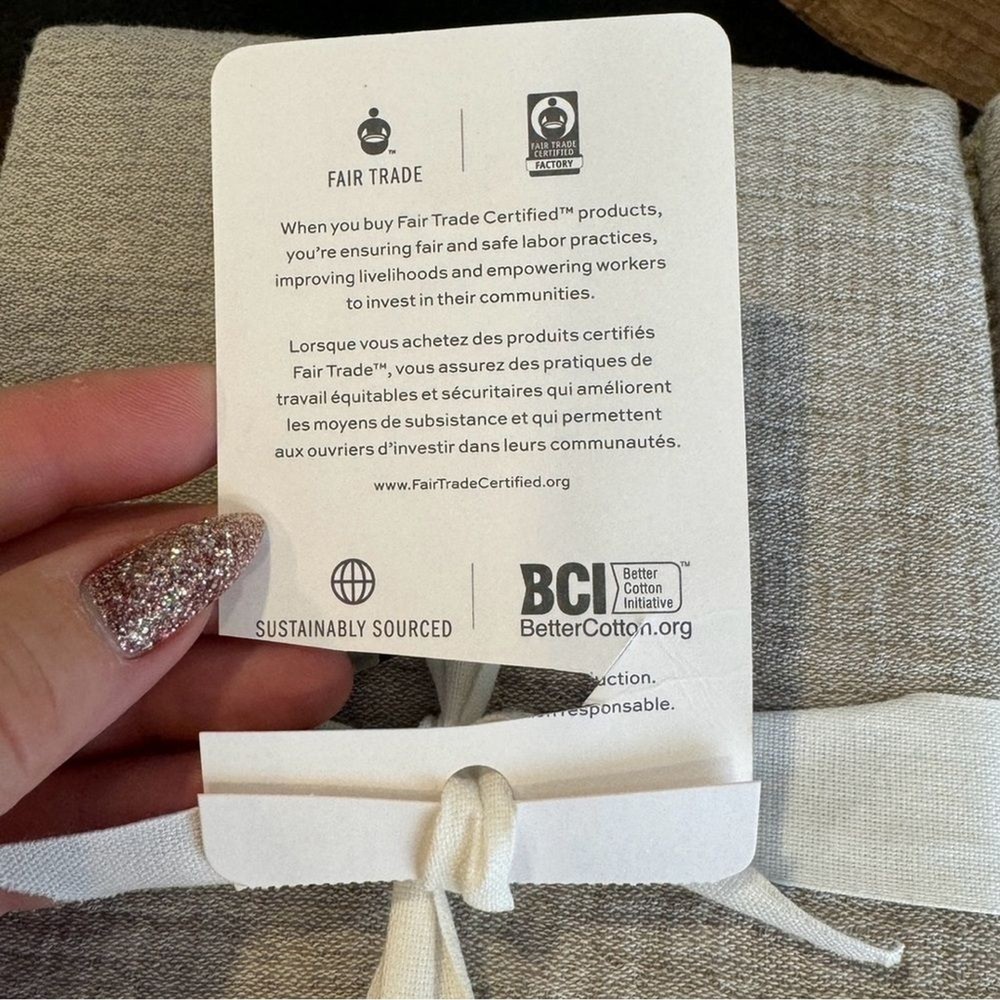 FAIR TRADE
FAIR TRADE
CERTIFIED
FACTORY
When you buy Fair Trade Certified™ products,
you're ensuring fair and safe labor practices,
improving livelihoods and empowering workers
to invest in their communities.
Lorsque vous achetez des produits certifiés
Fair Trade™, vous assurez des pratiques de
travail équitables et sécuritaires qui améliorent
les moyens de subsistance et qui permettent
aux ouvriers d'investir dans leurs communautés.
www.FairTradeCertified.org
SUSTAINABLY SOURCED
BCI Better
Cotton
Initiative™
BetterCotton.org
responsable.